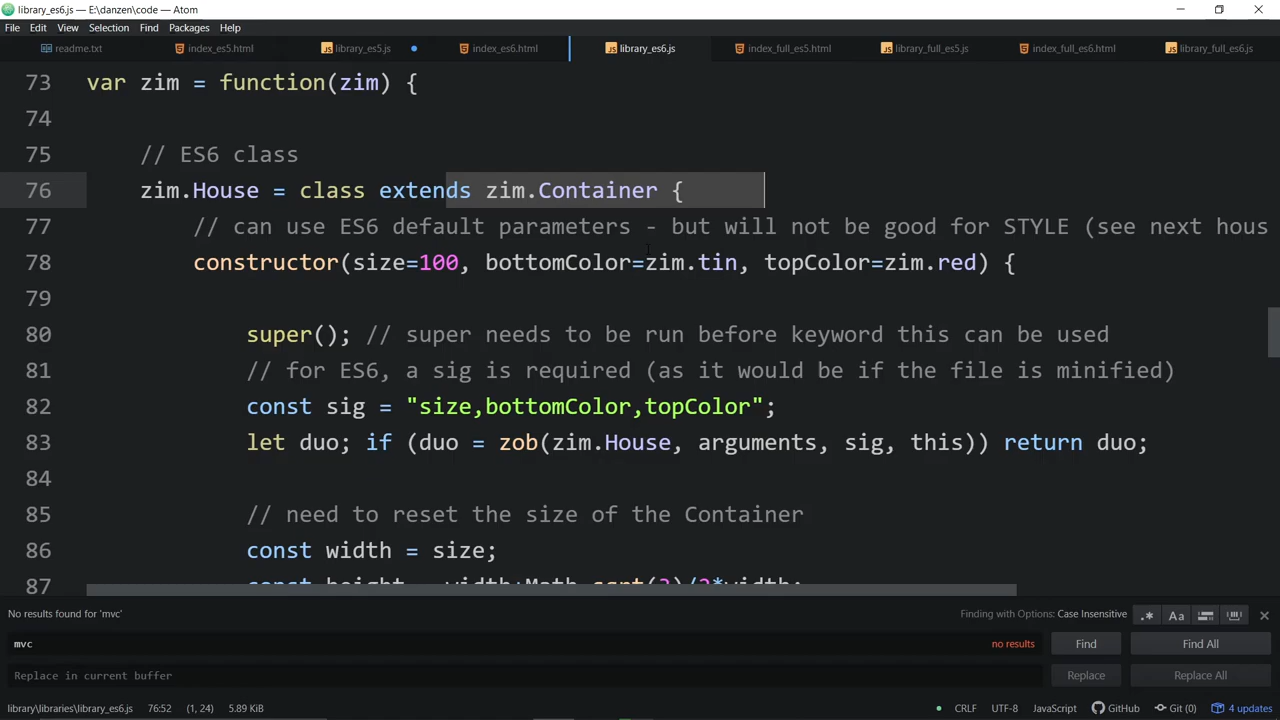 library_es6.js — E:\danzen\code — Atom
File Edit View Selection Find Packages Help
readme.txt index_es5.html library_es5.js index_es6.html library_es6.js index_full_es5.html library_full_es5.js index_full_es6.html library_full_es6.js
73 var zim = function(zim) {
74
75 // ES6 class
76 zim.House = class extends zim.Container {
77 // can use ES6 default parameters - but will not be good for STYLE (see next hous
78 constructor(size=100, bottomColor=zim.tin, topColor=zim.red) {
79
80 super(); // super needs to be run before keyword this can be used
81 // for ES6, a sig is required (as it would be if the file is minified)
82 const sig = "size,bottomColor,topColor";
83 let duo; if (duo = zob(zim.House, arguments, sig, this)) return duo;
84
85 // need to reset the size of the Container
86 const width = size;
87 const height = width+Math.sqrt(3)/2*width;
No results found for 'mvc' Finding with Options: Case Insensitive .* Aa
mvc no results Find Find All
Replace in current buffer Replace Replace All
library\libraries\library_es6.js 76:52 (1, 24) 5.89 KiB CRLF UTF-8 JavaScript GitHub Git (0) 4 updates